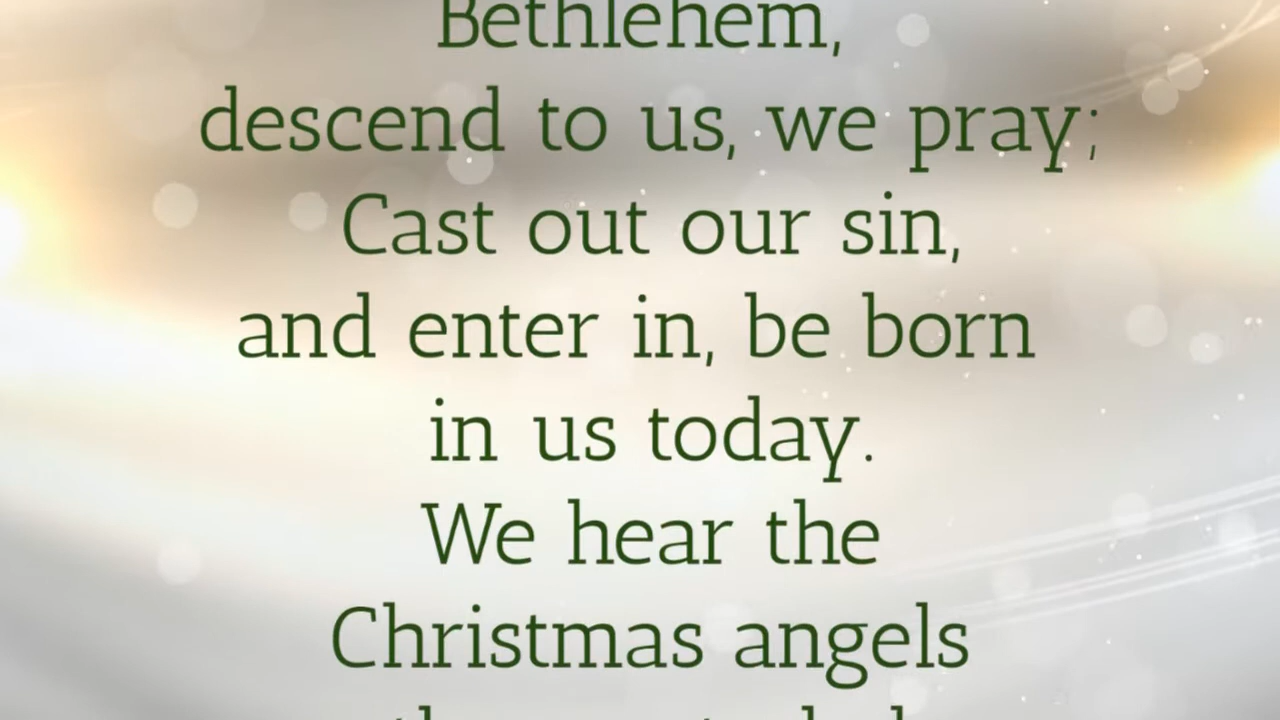 Bethlehem,
descend to us, we pray;
Cast out our sin,
and enter in, be born
in us today.
We hear the
Christmas angels